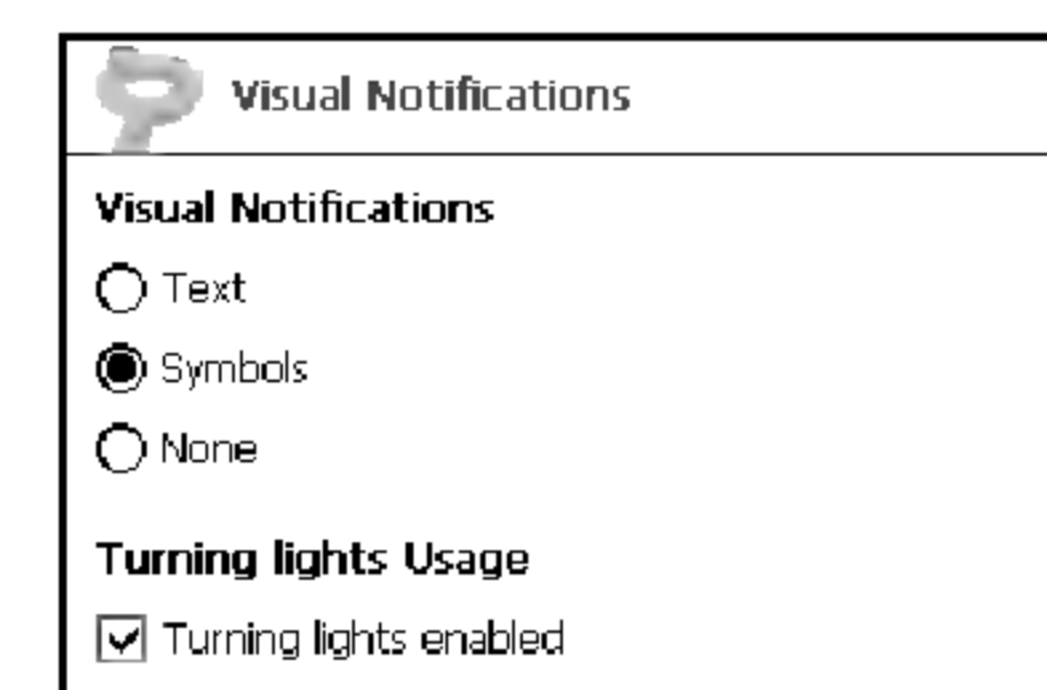 Visual Notifications
Visual Notifications
Text
Symbols
None
Turning lights Usage
Turning lights enabled